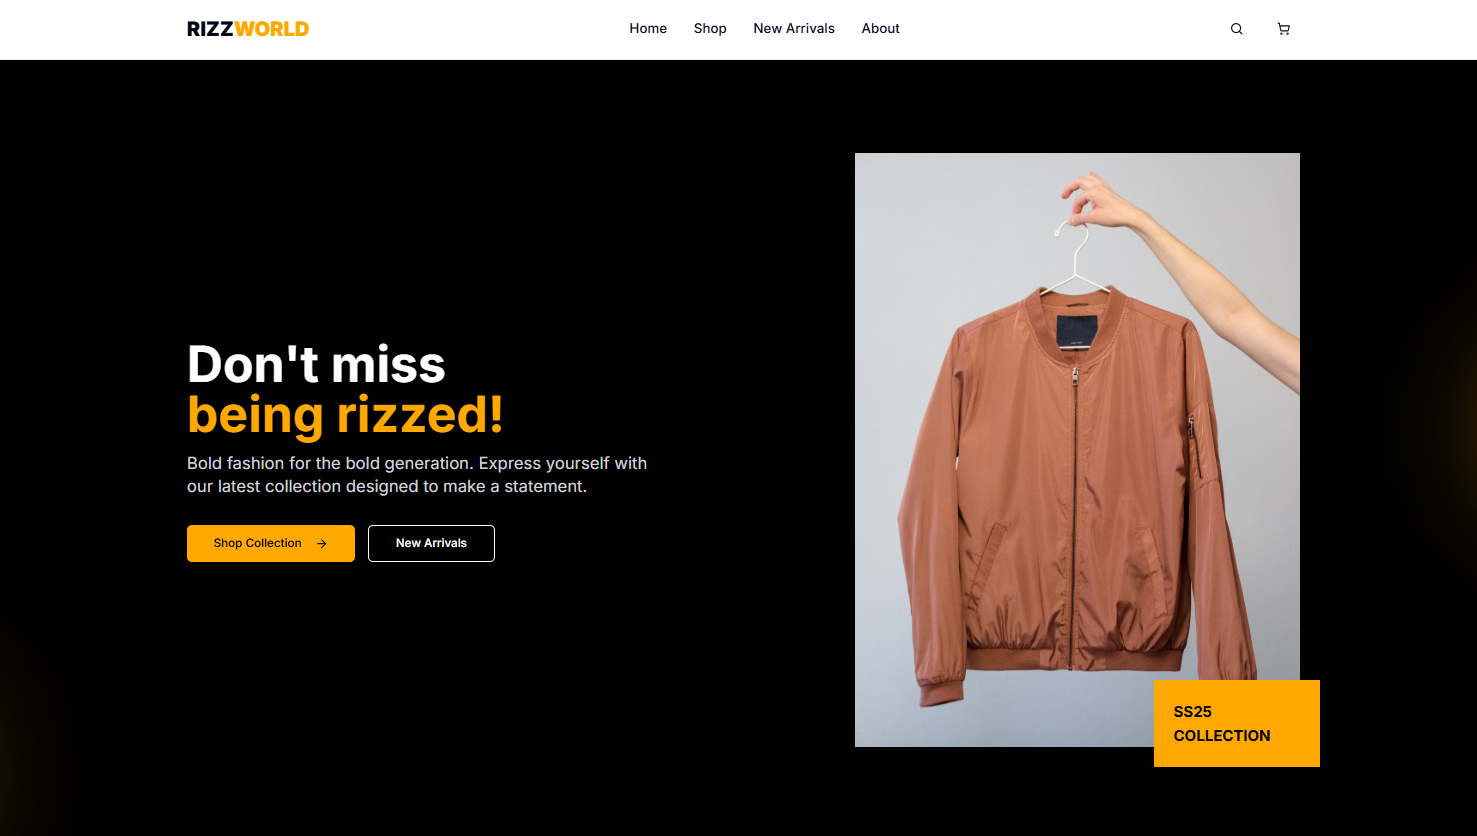 RIZZWORLD
Home Shop New Arrivals About
Don't miss
being rizzed!
Bold fashion for the bold generation. Express yourself with
our latest collection designed to make a statement.
Shop Collection → New Arrivals
SS25
COLLECTION